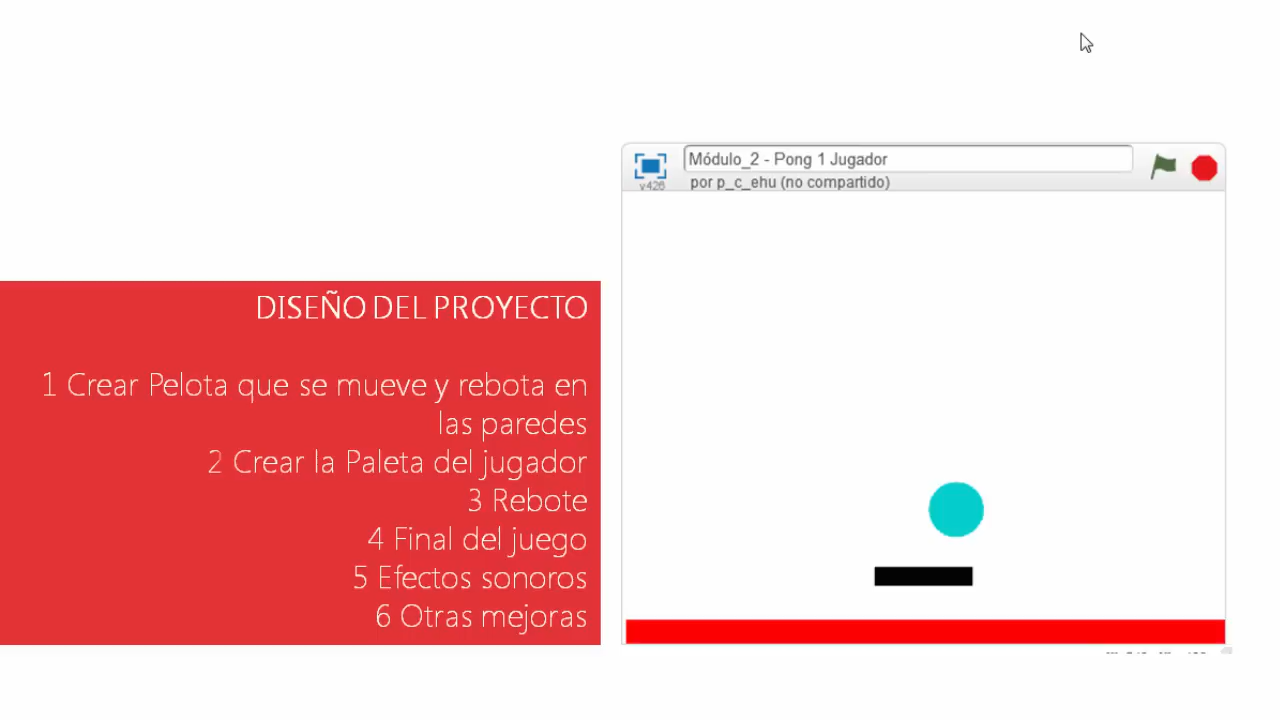 Módulo_2 - Pong 1 Jugador
v426
por p_c_ehu (no compartido)
DISEÑO DEL PROYECTO
1 Crear Pelota que se mueve y rebota en
las paredes
2 Crear la Paleta del jugador
3 Rebote
4 Final del juego
5 Efectos sonoros
6 Otras mejoras